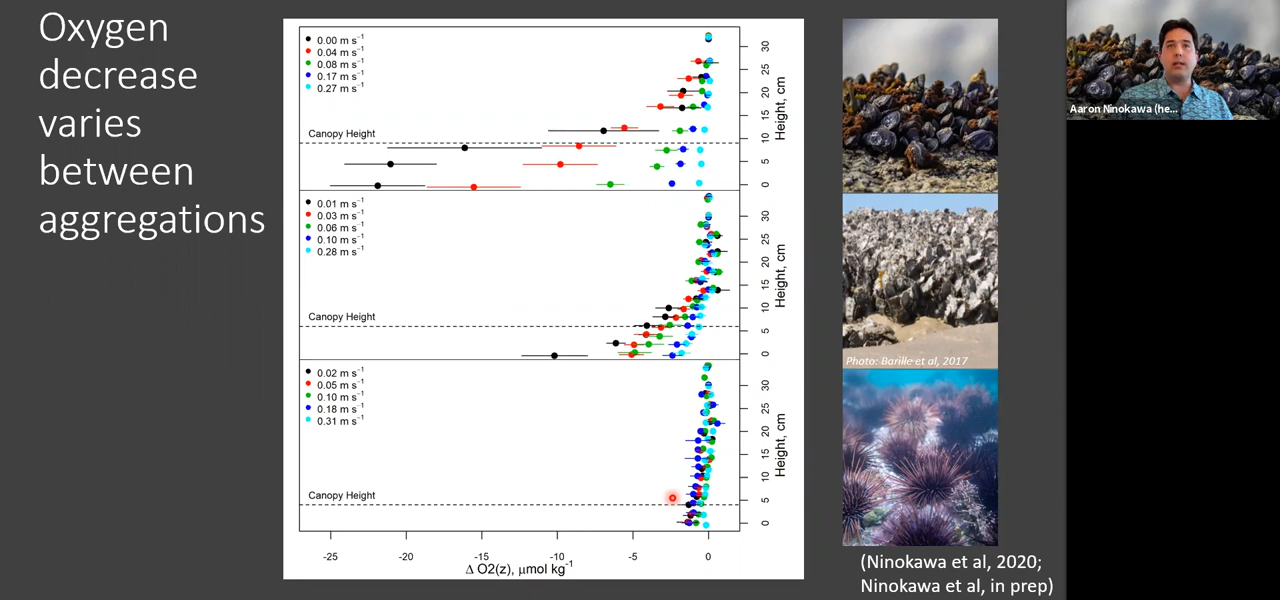 Oxygen
decrease
varies
between
aggregations
0.00 m s⁻¹
0.04 m s⁻¹
0.08 m s⁻¹
0.17 m s⁻¹
0.27 m s⁻¹
Canopy Height
30
25
20
15
10
5
0
Height, cm
0.01 m s⁻¹
0.03 m s⁻¹
0.06 m s⁻¹
0.10 m s⁻¹
0.28 m s⁻¹
Canopy Height
30
25
20
15
10
5
0
Height, cm
0.02 m s⁻¹
0.05 m s⁻¹
0.10 m s⁻¹
0.18 m s⁻¹
0.31 m s⁻¹
Canopy Height
30
25
20
15
10
5
0
Height, cm
-25 -20 -15 -10 -5 0
Δ O2(z), μmol kg⁻¹
Photo: Barille et al, 2017
(Ninokawa et al, 2020;
Ninokawa et al, in prep)
Aaron Ninokawa (he...